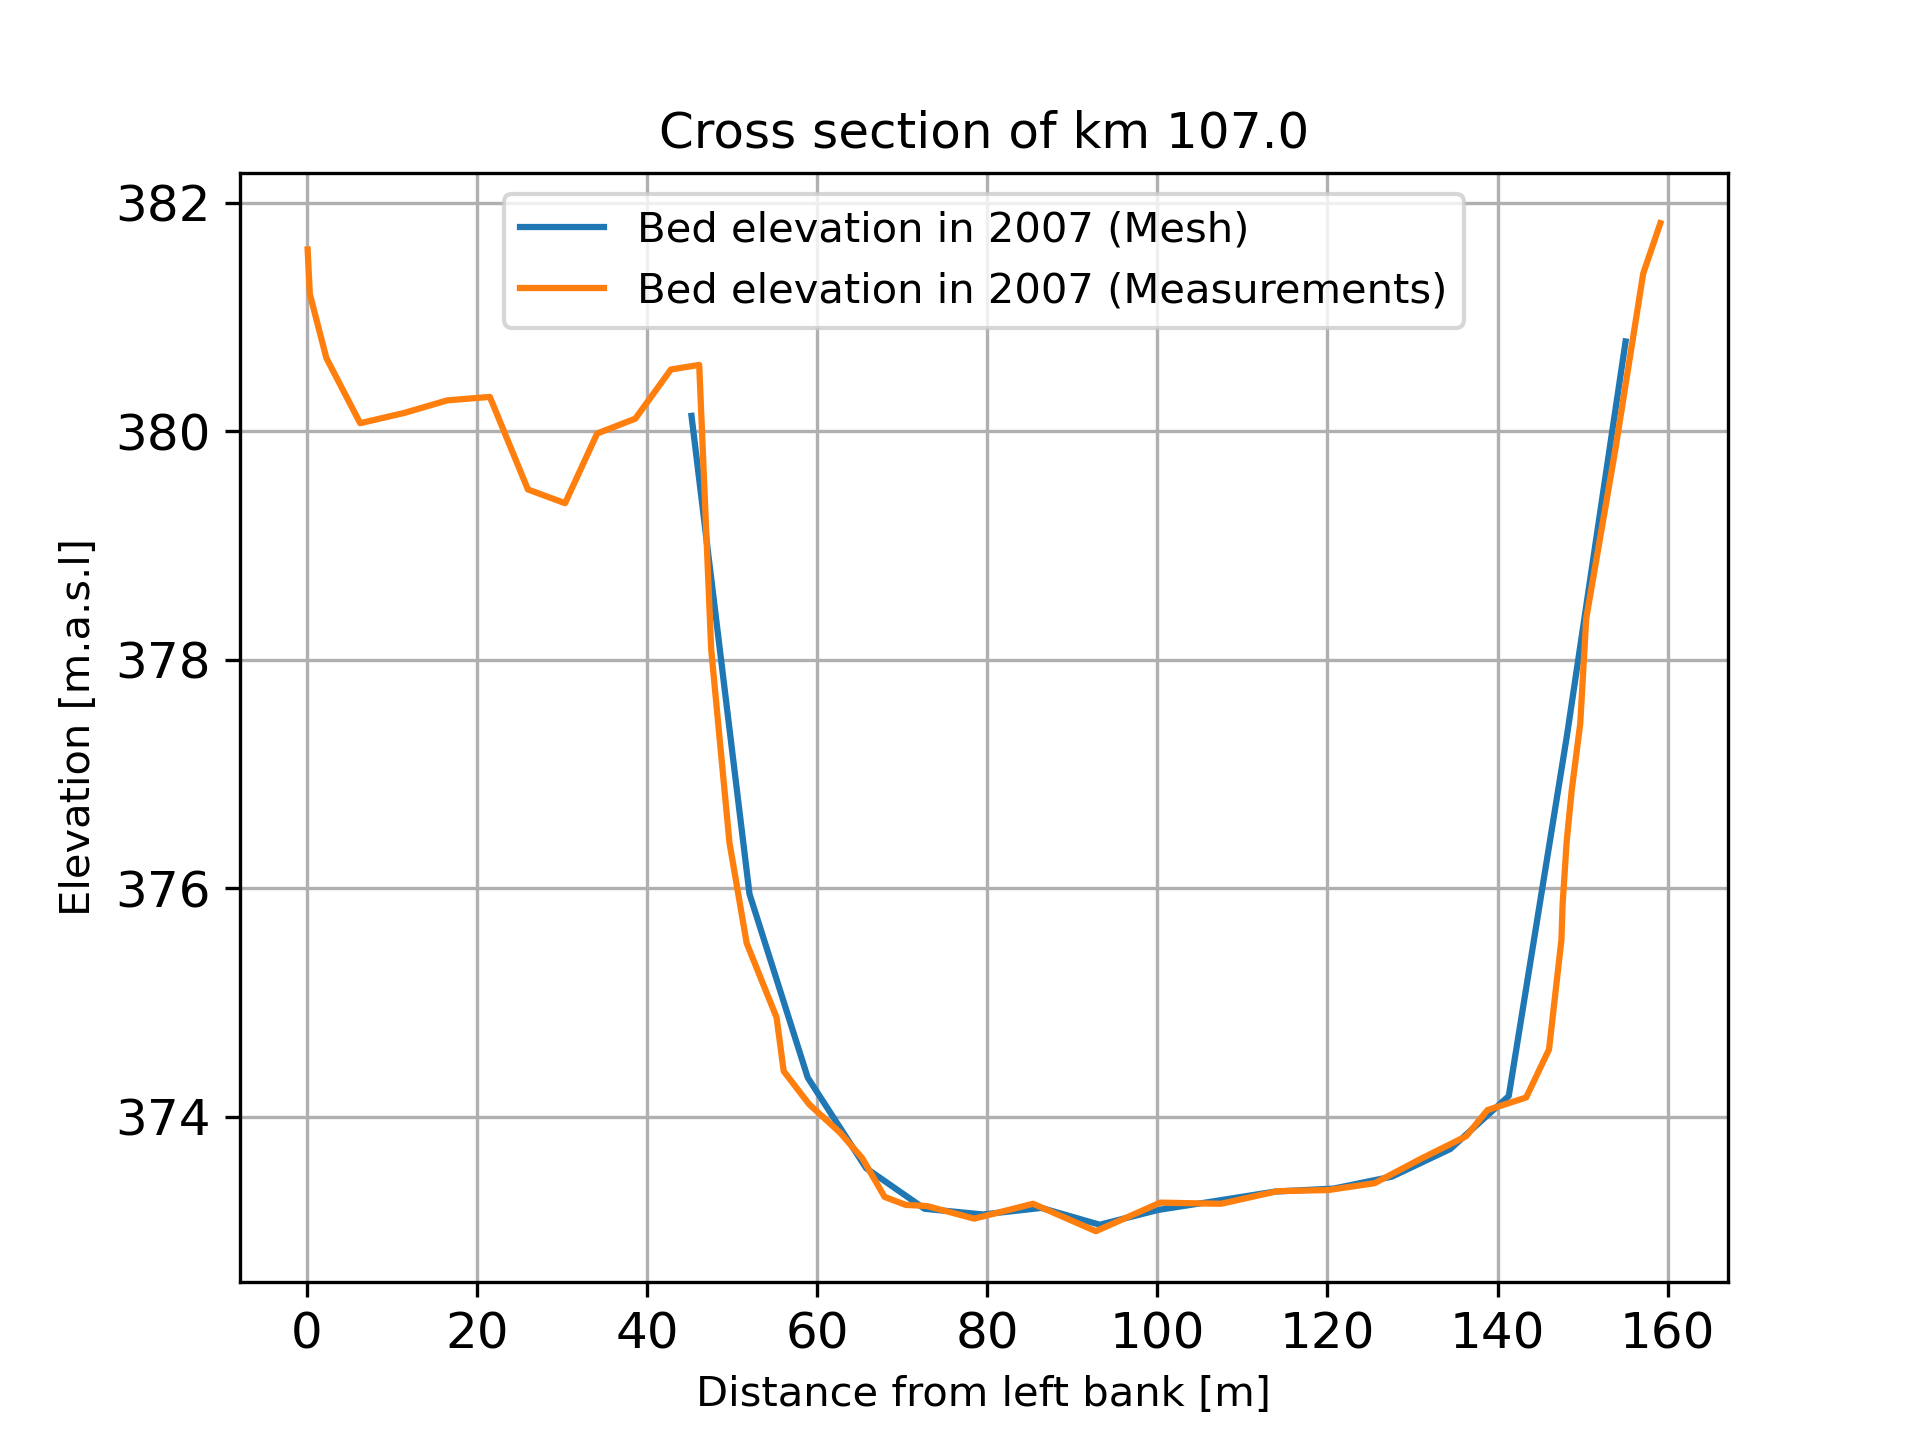 Cross section of km 107.0
Bed elevation in 2007 (Mesh)
Bed elevation in 2007 (Measurements)
382
380
378
376
374
Elevation [m.a.s.l]
0 20 40 60 80 100 120 140 160
Distance from left bank [m]